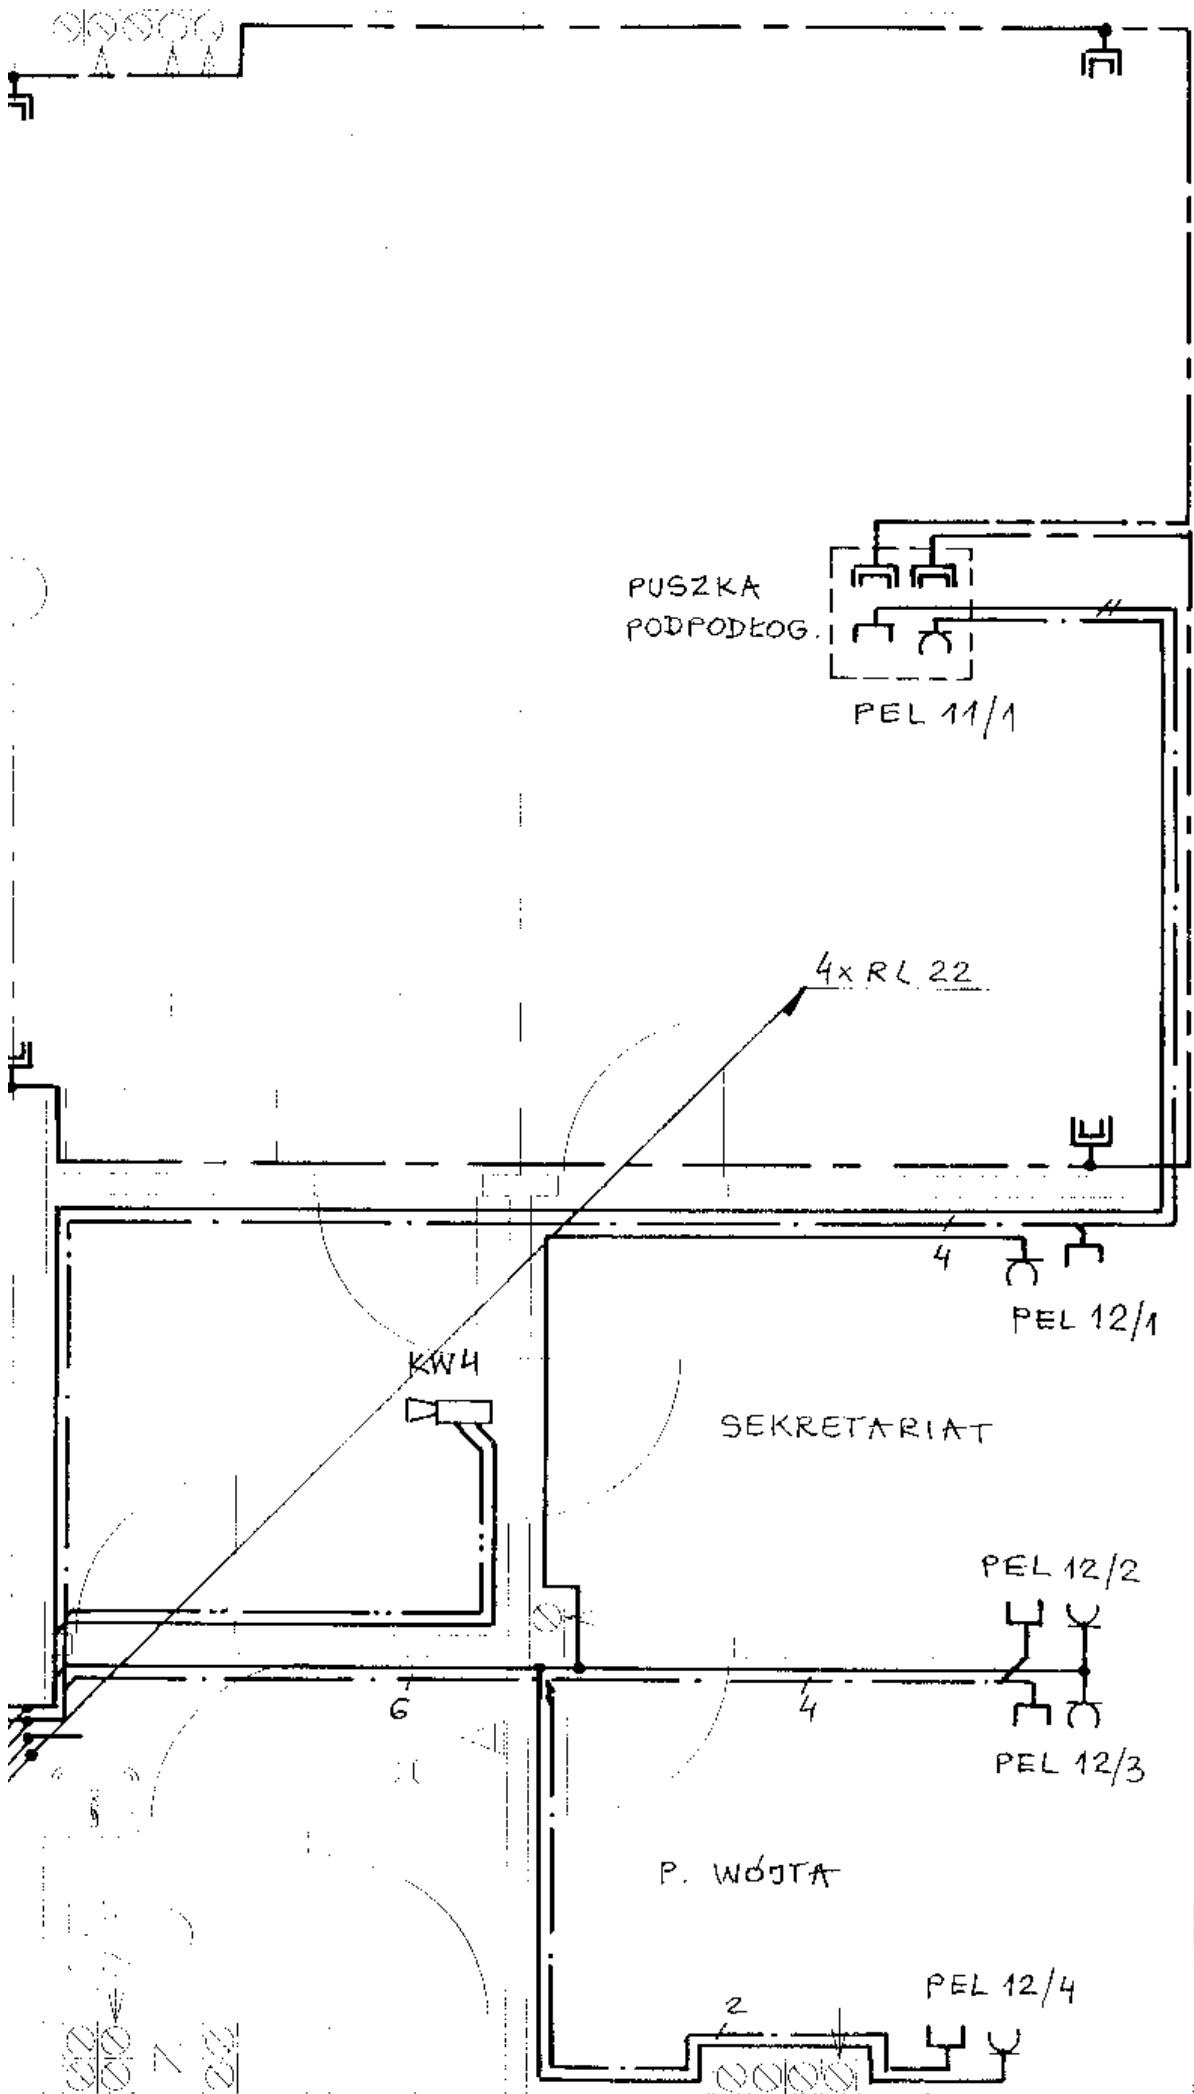 PUSZKA
PODPODŁOG.
PEL 11/1
4x RL 22
4
PEL 12/1
KW4
SEKRETARIAT
PEL 12/2
6
4
PEL 12/3
P. WÓJTA
PEL 12/4
2